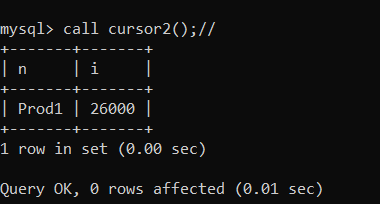 mysql> call cursor2();//
+-------+-------+
| n     | i     |
+-------+-------+
| Prod1 | 26000 |
+-------+-------+
1 row in set (0.00 sec)
Query OK, 0 rows affected (0.01 sec)